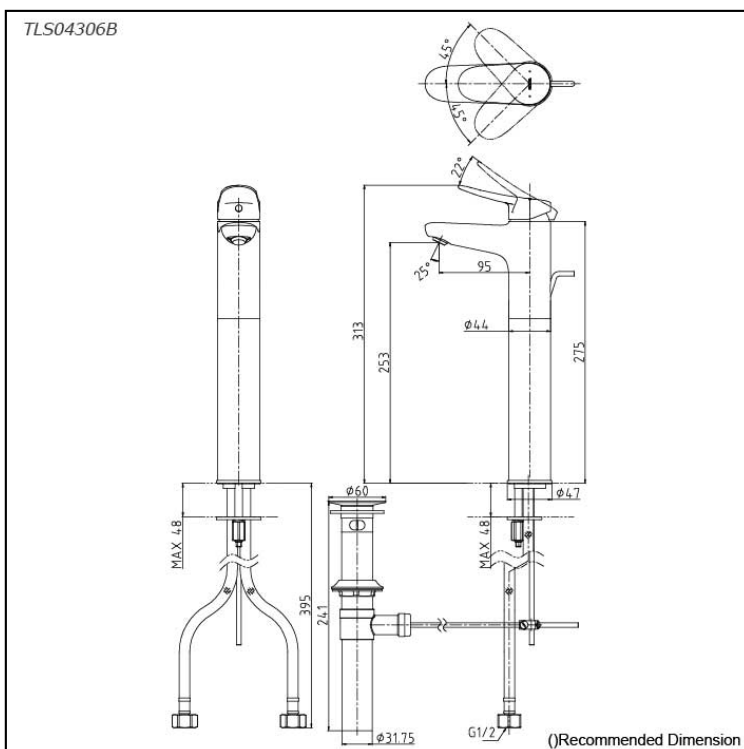 TLS04306B
45°
45°
22°
25°
95
313
253
275
Ø44
Ø47
Ø60
MAX 48
MAX 48
395
241
G1/2
Ø31.75
()Recommended Dimension